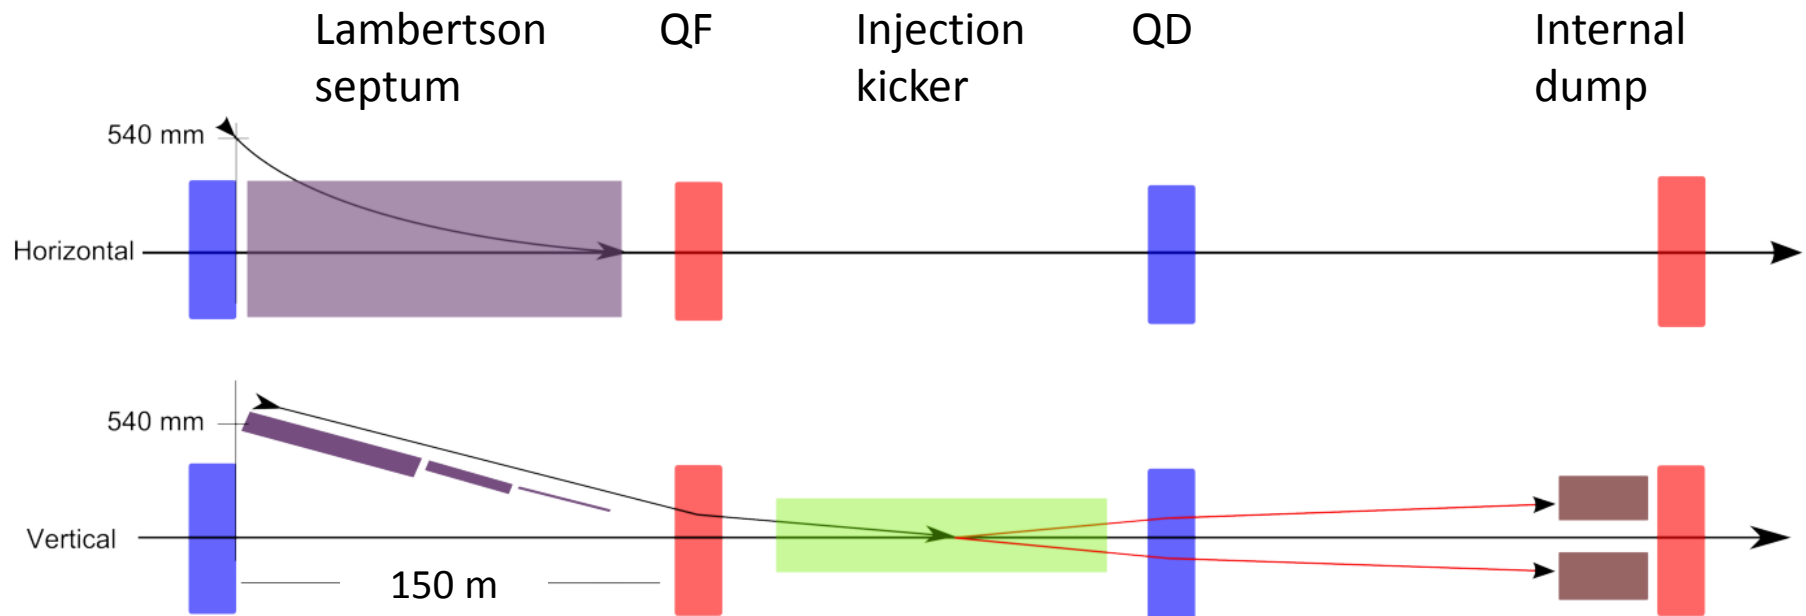 Lambertson
septum
QF
Injection
kicker
QD
Internal
dump
540 mm
Horizontal
540 mm
Vertical
150 m